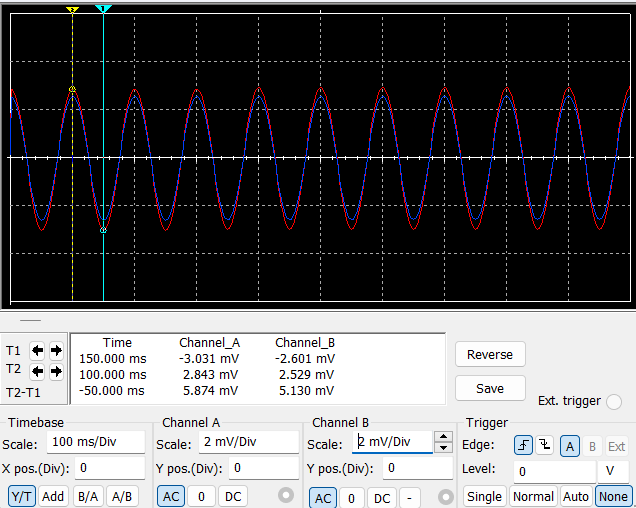 2 1
Time Channel_A Channel_B
T1 150.000 ms -3.031 mV -2.601 mV
T2 100.000 ms 2.843 mV 2.529 mV
T2-T1 -50.000 ms 5.874 mV 5.130 mV
Reverse
Save
Ext. trigger
Timebase Channel A Channel B Trigger
Scale: 100 ms/Div Scale: 2 mV/Div Scale: 2 mV/Div Edge: A B Ext
X pos.(Div): 0 Y pos.(Div): 0 Y pos.(Div): 0 Level: 0 V
Y/T Add B/A A/B AC 0 DC AC 0 DC - Single Normal Auto None